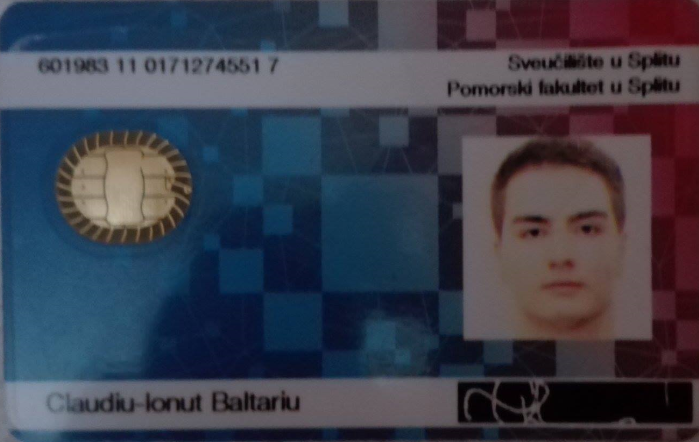 601983 11 0171274551 7
Sveučilište u Splitu
Pomorski fakultet u Splitu
Claudiu-Ionut Baltariu